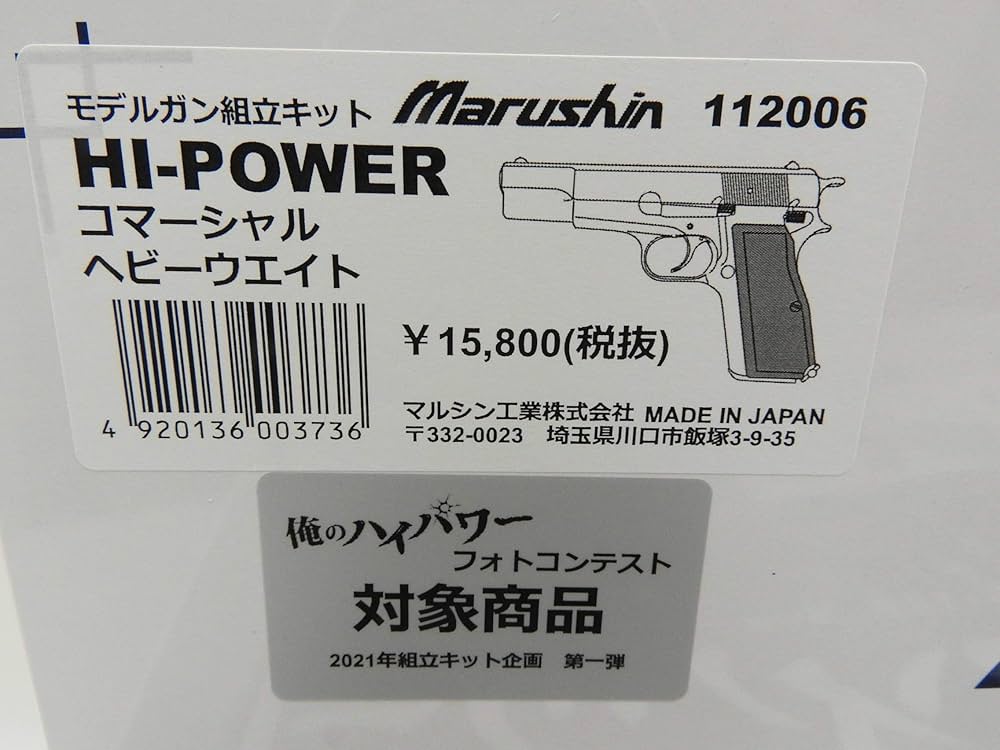 モデルガン組立キット Marushin 112006
HI-POWER
コマーシャル
ヘビーウエイト
¥15,800(税抜)
4 920136 003736
マルシン工業株式会社 MADE IN JAPAN
〒332-0023 埼玉県川口市飯塚3-9-35
俺のハイパワー
フォトコンテスト
対象商品
2021年組立キット企画 第一弾